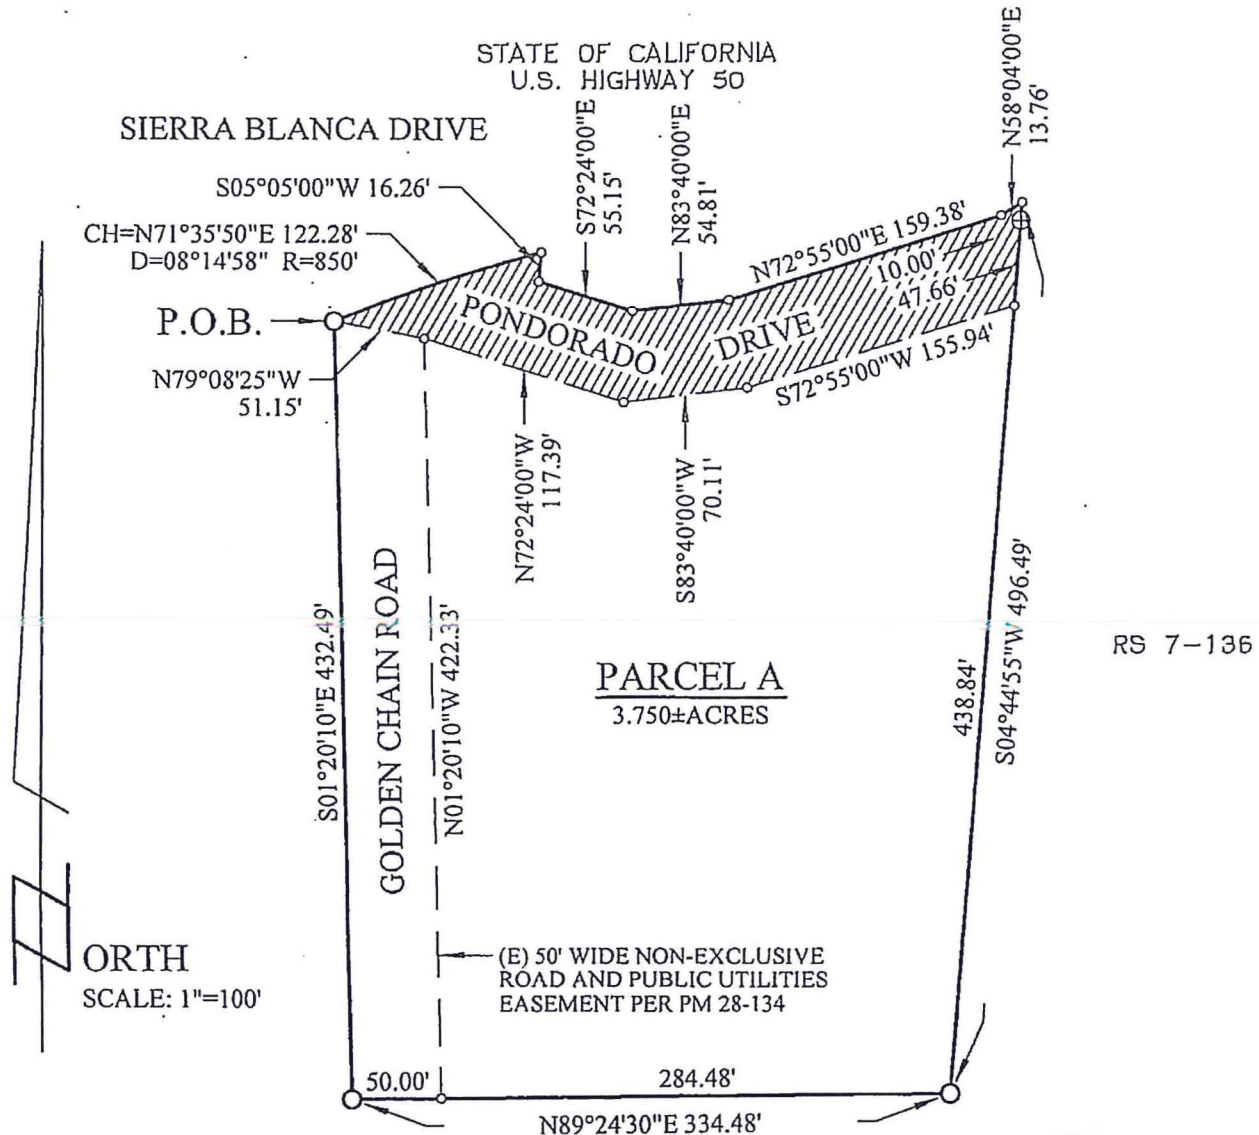 STATE OF CALIFORNIA
U.S. HIGHWAY 50
SIERRA BLANCA DRIVE
S05°05'00"W 16.26'
CH=N71°35'50"E 122.28'
D=08°14'58" R=850'
P.O.B.
N79°08'25"W
51.15'
S72°24'00"E
55.15'
N83°40'00"E
54.81'
N72°55'00"E 159.38'
N58°04'00"E
13.76'
10.00'
47.66'
PONDORADO DRIVE
S72°55'00"W 155.94'
N72°24'00"W
117.39'
S83°40'00"W
70.11'
S01°20'10"E 432.49'
GOLDEN CHAIN ROAD
N01°20'10"W 422.33'
PARCEL A
3.750±ACRES
438.84'
S04°44'55"W 496.49'
RS 7-136
NORTH
SCALE: 1"=100'
(E) 50' WIDE NON-EXCLUSIVE
ROAD AND PUBLIC UTILITIES
EASEMENT PER PM 28-134
50.00'
284.48'
N89°24'30"E 334.48'